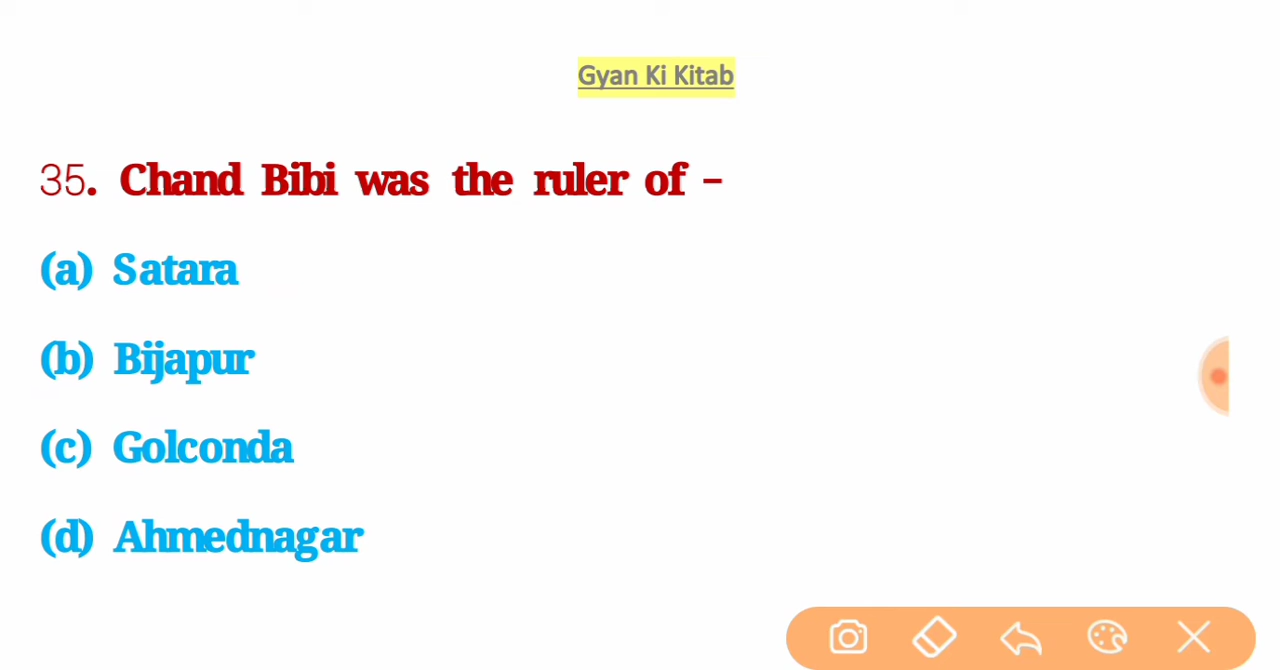 Gyan Ki Kitab
35. Chand Bibi was the ruler of –
(a) Satara
(b) Bijapur
(c) Golconda
(d) Ahmednagar